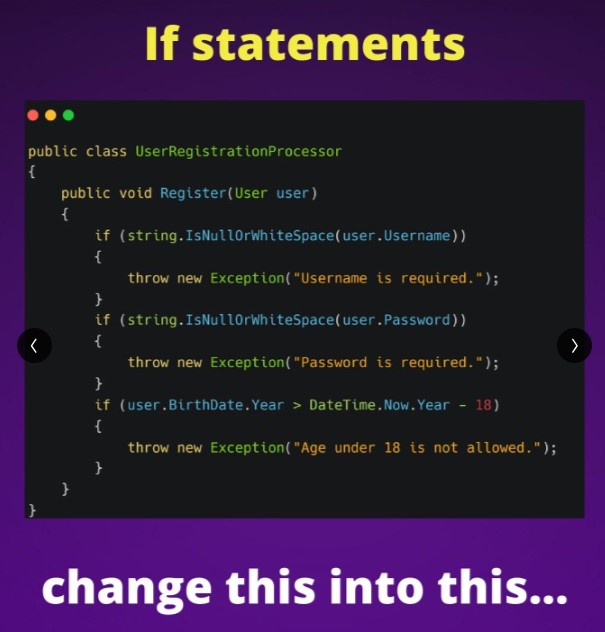 If statements
public class UserRegistrationProcessor
{
    public void Register(User user)
    {
        if (string.IsNullOrWhiteSpace(user.Username))
        {
            throw new Exception("Username is required.");
        }
        if (string.IsNullOrWhiteSpace(user.Password))
        {
            throw new Exception("Password is required.");
        }
        if (user.BirthDate.Year > DateTime.Now.Year - 18)
        {
            throw new Exception("Age under 18 is not allowed.");
        }
    }
}
change this into this...